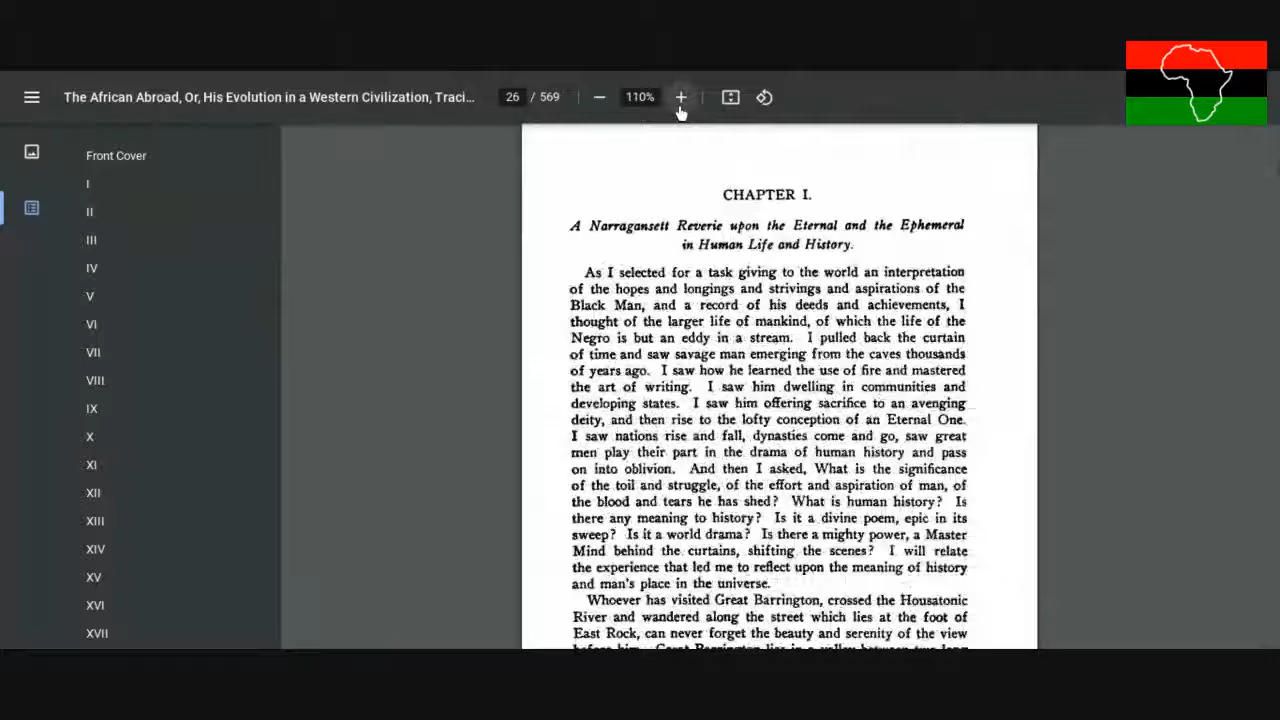 The African Abroad, Or, His Evolution in a Western Civilization, Traci...
26 / 569
110%
Front Cover
I
II
III
IV
V
VI
VII
VIII
IX
X
XI
XII
XIII
XIV
XV
XVI
XVII
CHAPTER I.
A Narragansett Reverie upon the Eternal and the Ephemeral
in Human Life and History.
As I selected for a task giving to the world an interpretation
of the hopes and longings and strivings and aspirations of the
Black Man, and a record of his deeds and achievements, I
thought of the larger life of mankind, of which the life of the
Negro is but an eddy in a stream. I pulled back the curtain
of time and saw savage man emerging from the caves thousands
of years ago. I saw how he learned the use of fire and mastered
the art of writing. I saw him dwelling in communities and
developing states. I saw him offering sacrifice to an avenging
deity, and then rise to the lofty conception of an Eternal One.
I saw nations rise and fall, dynasties come and go, saw great
men play their part in the drama of human history and pass
on into oblivion. And then I asked, What is the significance
of the toil and struggle, of the effort and aspiration of man, of
the blood and tears he has shed? What is human history? Is
there any meaning to history? Is it a divine poem, epic in its
sweep? Is it a world drama? Is there a mighty power, a Master
Mind behind the curtains, shifting the scenes? I will relate
the experience that led me to reflect upon the meaning of history
and man's place in the universe.
Whoever has visited Great Barrington, crossed the Housatonic
River and wandered along the street which lies at the foot of
East Rock, can never forget the beauty and serenity of the view
before him. Great Barrington lies in a valley between two long